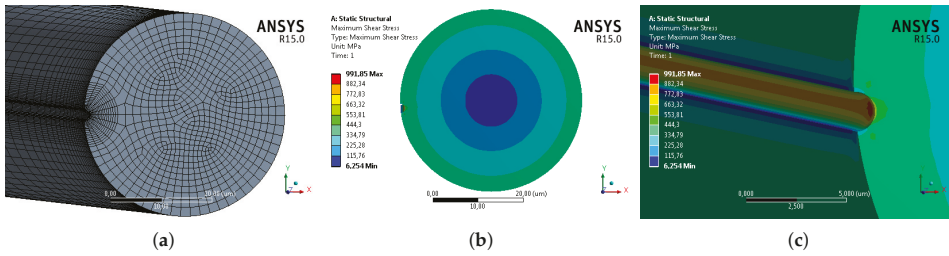 ANSYS
R15.0
Y
X
0,00
20,00 (um)
10,00
(a)
A: Static Structural
Maximum Shear Stress
Type: Maximum Shear Stress
Unit: MPa
Time: 1
991,85 Max
882,34
772,83
663,32
553,81
444,3
334,79
225,28
115,76
6,254 Min
ANSYS
R15.0
Y
Z
X
0,00
20,00 (um)
10,00
(b)
A: Static Structural
Maximum Shear Stress
Type: Maximum Shear Stress
Unit: MPa
Time: 1
991,85 Max
882,34
772,83
663,32
553,81
444,3
334,79
225,28
115,76
6,254 Min
ANSYS
R15.0
Y
X
0,000
5,000 (um)
2,500
(c)